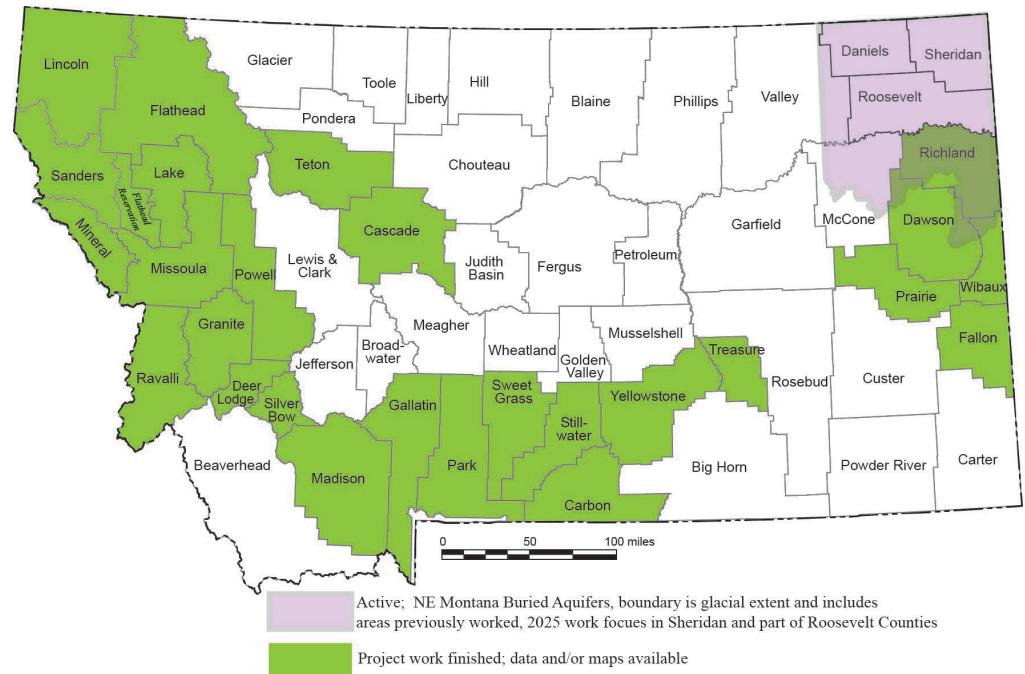 Lincoln
Flathead
Glacier
Toole
Liberty
Hill
Blaine
Phillips
Valley
Daniels
Sheridan
Roosevelt
Pondera
Richland
Sanders
Lake
Flathead
Reservation
Teton
Chouteau
Mineral
Missoula
Powell
Lewis &
Clark
Cascade
Judith
Basin
Fergus
Petroleum
Garfield
McCone
Dawson
Prairie
Wibaux
Granite
Ravalli
Deer
Lodge
Silver
Bow
Jefferson
Broad-
water
Meagher
Wheatland
Golden
Valley
Musselshell
Treasure
Rosebud
Custer
Fallon
Beaverhead
Madison
Gallatin
Park
Sweet
Grass
Still-
water
Yellowstone
Carbon
Big Horn
Powder River
Carter
0 50 100 miles
Active; NE Montana Buried Aquifers, boundary is glacial extent and includes
areas previously worked, 2025 work focues in Sheridan and part of Roosevelt Counties
Project work finished; data and/or maps available